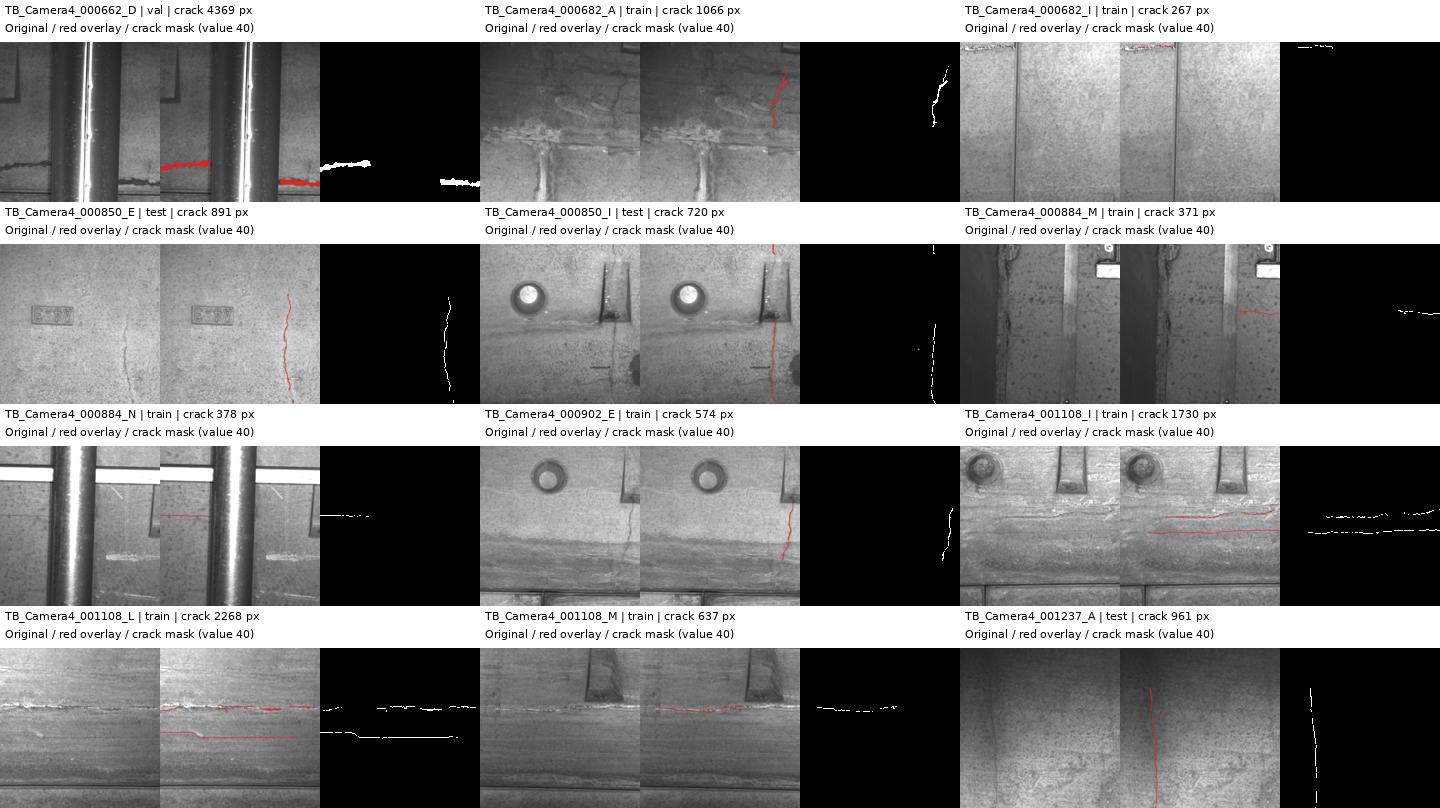 TB_Camera4_000662_D | val | crack 4369 px
Original / red overlay / crack mask (value 40)
TB_Camera4_000682_A | train | crack 1066 px
Original / red overlay / crack mask (value 40)
TB_Camera4_000682_I | train | crack 267 px
Original / red overlay / crack mask (value 40)
TB_Camera4_000850_E | test | crack 891 px
Original / red overlay / crack mask (value 40)
TB_Camera4_000850_I | test | crack 720 px
Original / red overlay / crack mask (value 40)
TB_Camera4_000884_M | train | crack 371 px
Original / red overlay / crack mask (value 40)
TB_Camera4_000884_N | train | crack 378 px
Original / red overlay / crack mask (value 40)
TB_Camera4_000902_E | train | crack 574 px
Original / red overlay / crack mask (value 40)
TB_Camera4_001108_I | train | crack 1730 px
Original / red overlay / crack mask (value 40)
TB_Camera4_001108_L | train | crack 2268 px
Original / red overlay / crack mask (value 40)
TB_Camera4_001108_M | train | crack 637 px
Original / red overlay / crack mask (value 40)
TB_Camera4_001237_A | test | crack 961 px
Original / red overlay / crack mask (value 40)